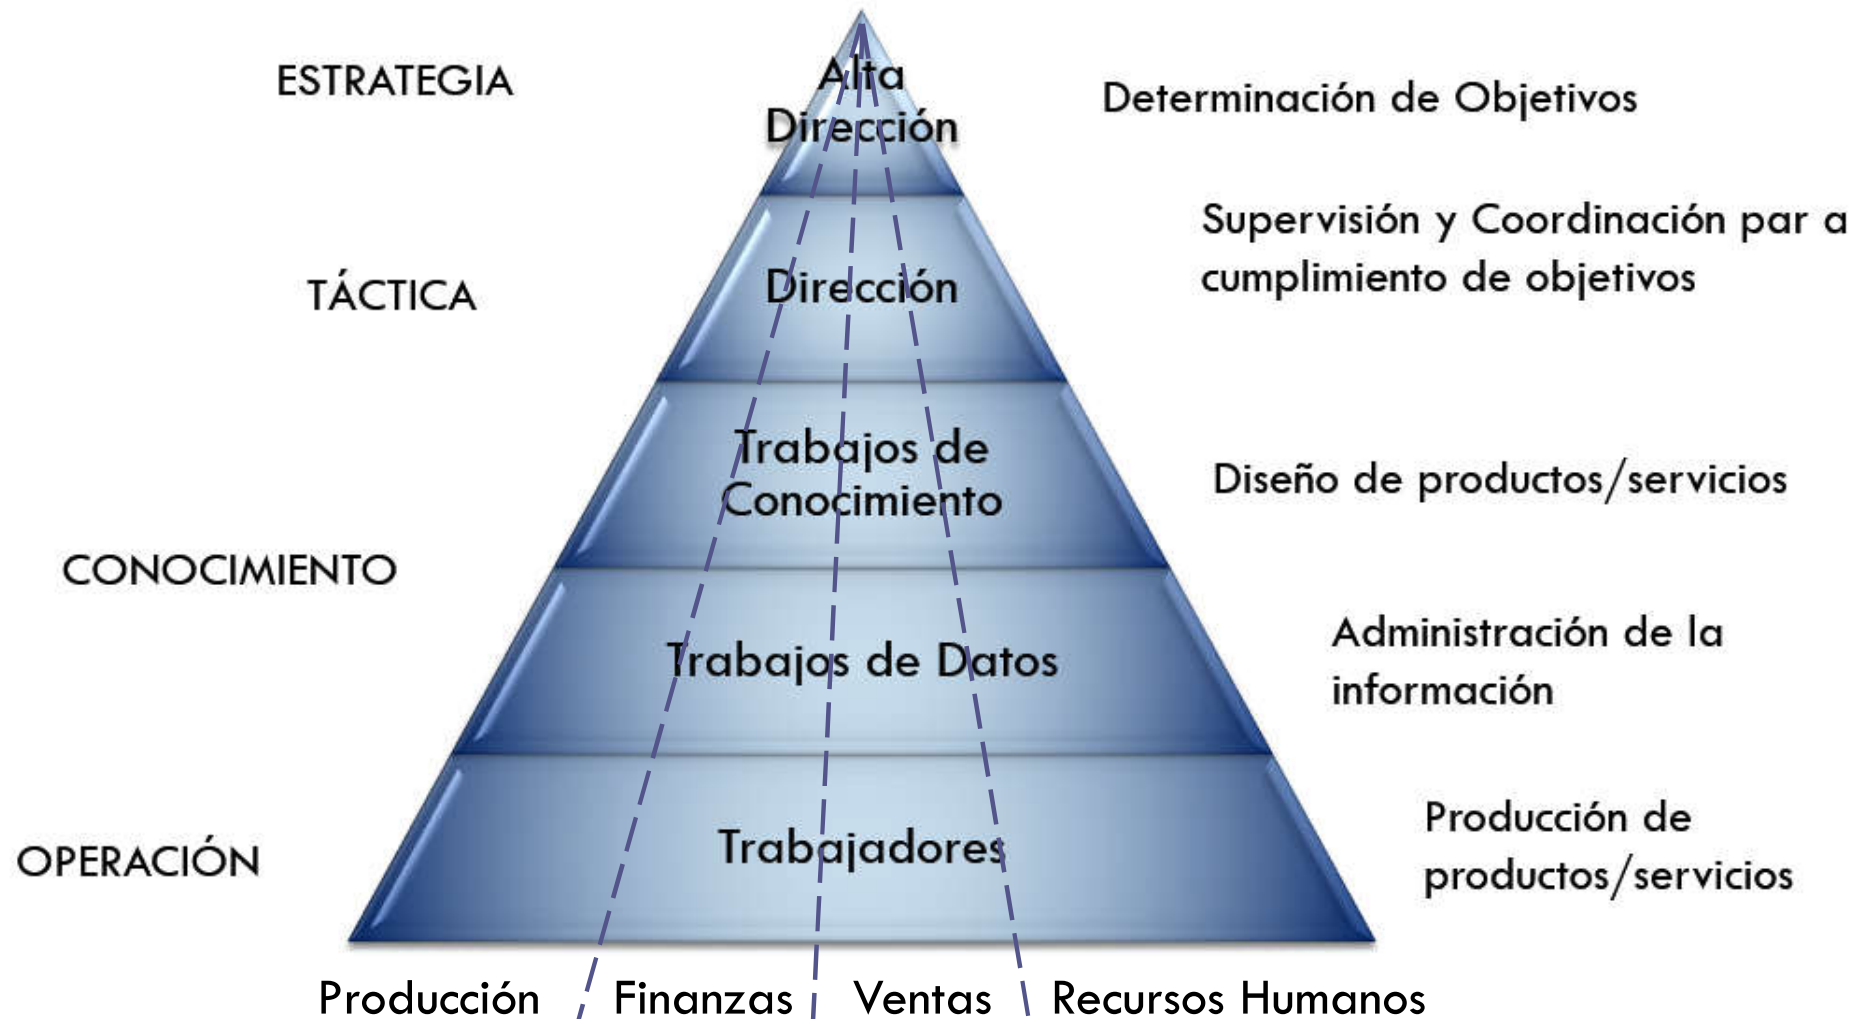 ESTRATEGIA
Alta
Dirección
Determinación de Objetivos
TÁCTICA
Dirección
Supervisión y Coordinación par a
cumplimiento de objetivos
CONOCIMIENTO
Trabajos de
Conocimiento
Diseño de productos/servicios
Trabajos de Datos
Administración de la
información
OPERACIÓN
Trabajadores
Producción de
productos/servicios
Producción
Finanzas
Ventas
Recursos Humanos